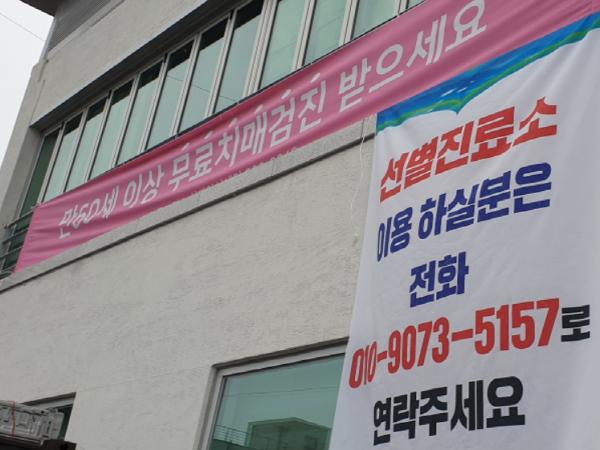 만60세 이상 무료치매검진 받으세요
선별진료소
이용 하실분은
전화
010-9073-5157로
연락주세요